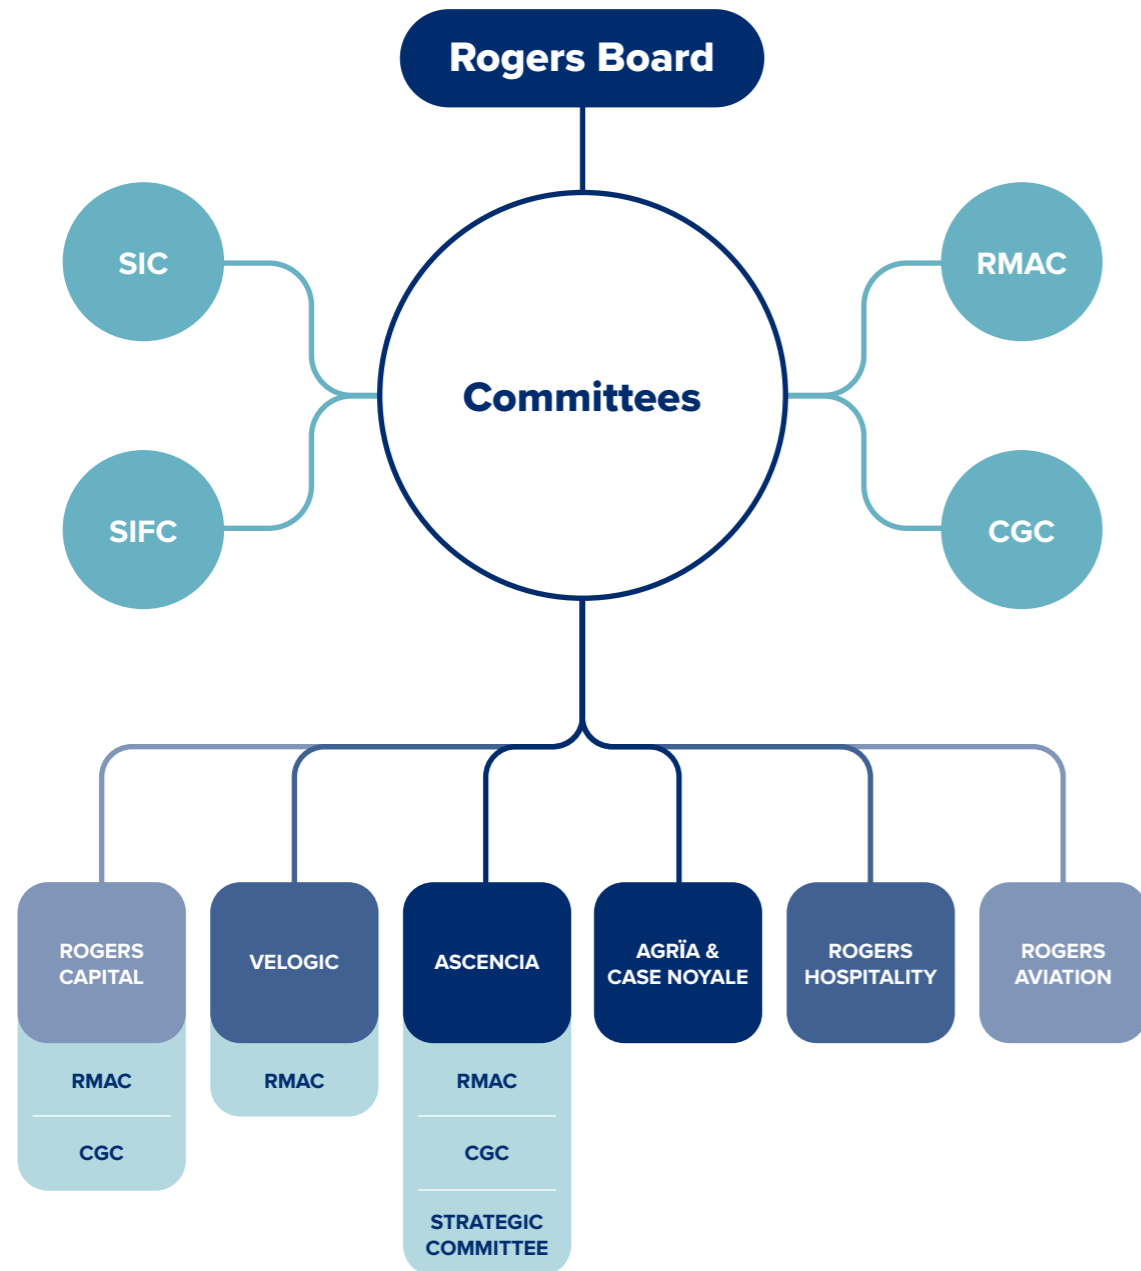 Rogers Board
SIC
RMAC
Committees
SIFC
CGC
ROGERS
CAPITAL
VELOGIC
ASCENCIA
AGRÏA &
CASE NOYALE
ROGERS
HOSPITALITY
ROGERS
AVIATION
RMAC
CGC
RMAC
RMAC
CGC
STRATEGIC
COMMITTEE